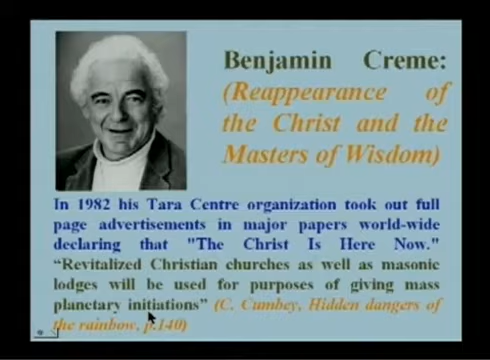 Benjamin Creme:
(Reappearance of
the Christ and the
Masters of Wisdom)
In 1982 his Tara Centre organization took out full
page advertisements in major papers world-wide
declaring that "The Christ Is Here Now."
“Revitalized Christian churches as well as masonic
lodges will be used for purposes of giving mass
planetary initiations” (C. Cumbey, Hidden dangers of
the rainbow, p.140)